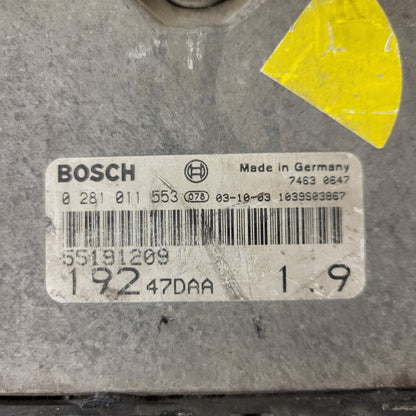 BOSCH Made in Germany
7463 0647
0 281 011 553 078 03-10-03 1039S03867
55191209
192 47DAA 1.9